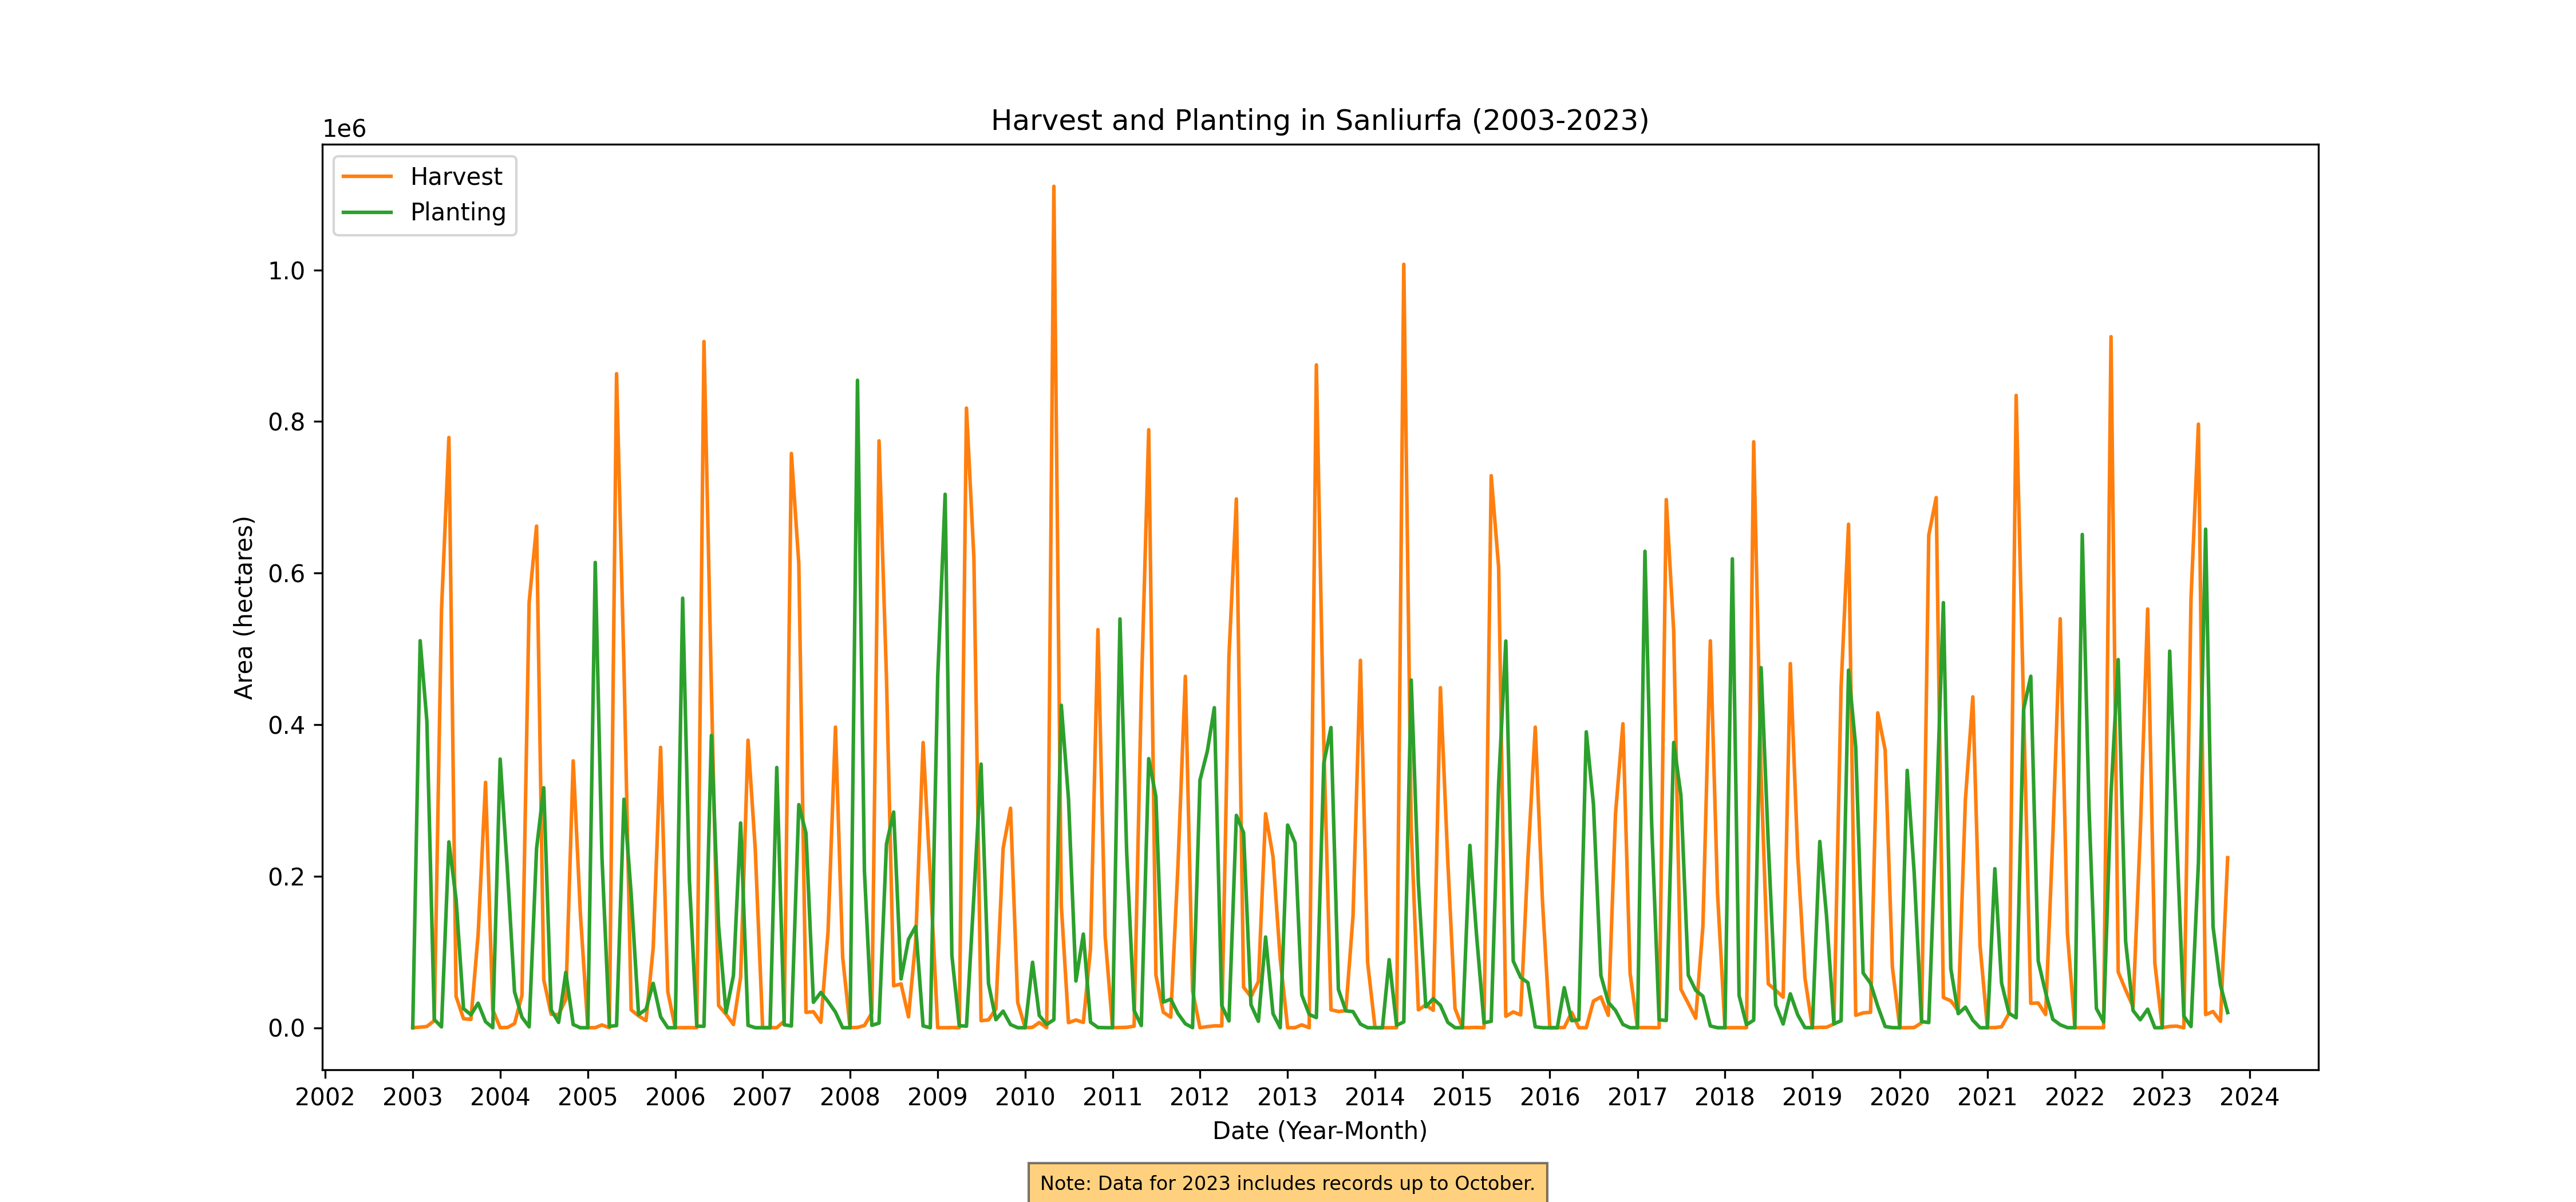 Harvest and Planting in Sanliurfa (2003-2023)
1e6
Harvest
Planting
1.0
0.8
0.6
0.4
0.2
0.0
Area (hectares)
2002 2003 2004 2005 2006 2007 2008 2009 2010 2011 2012 2013 2014 2015 2016 2017 2018 2019 2020 2021 2022 2023 2024
Date (Year-Month)
Note: Data for 2023 includes records up to October.